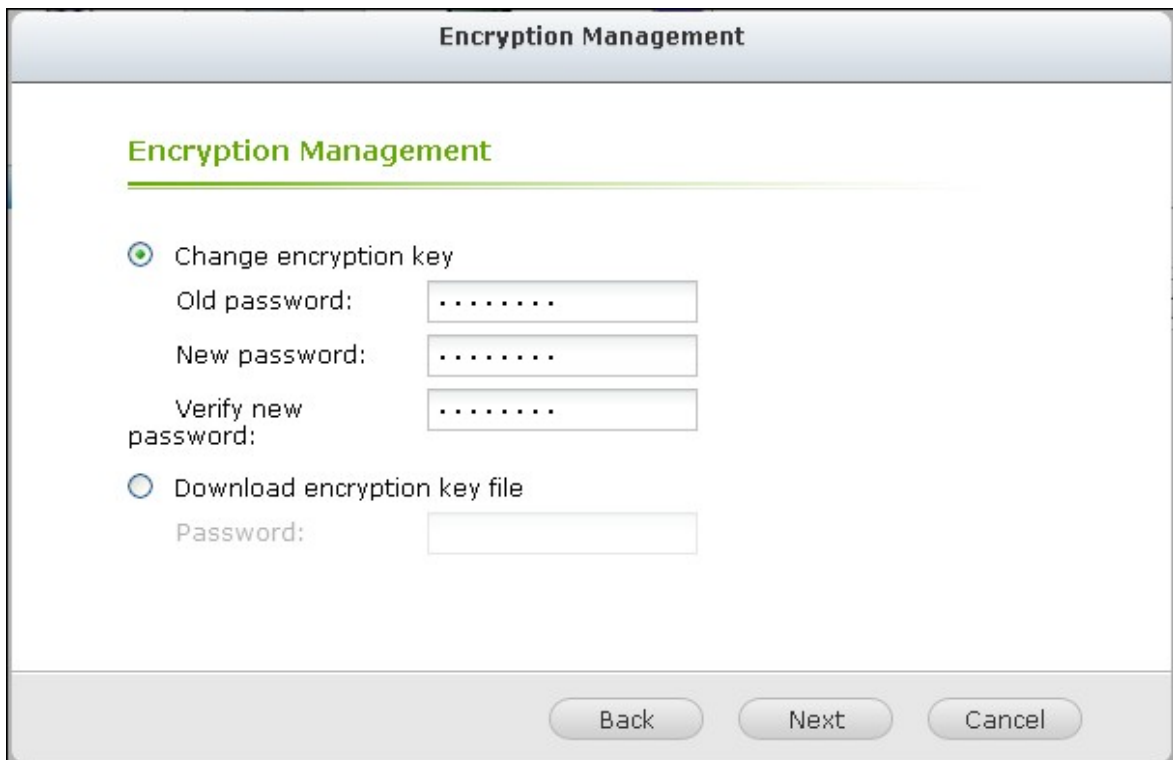 Encryption Management
Encryption Management
Change encryption key
Old password: ........
New password: ........
Verify new
password: ........
Download encryption key file
Password:
Back Next Cancel